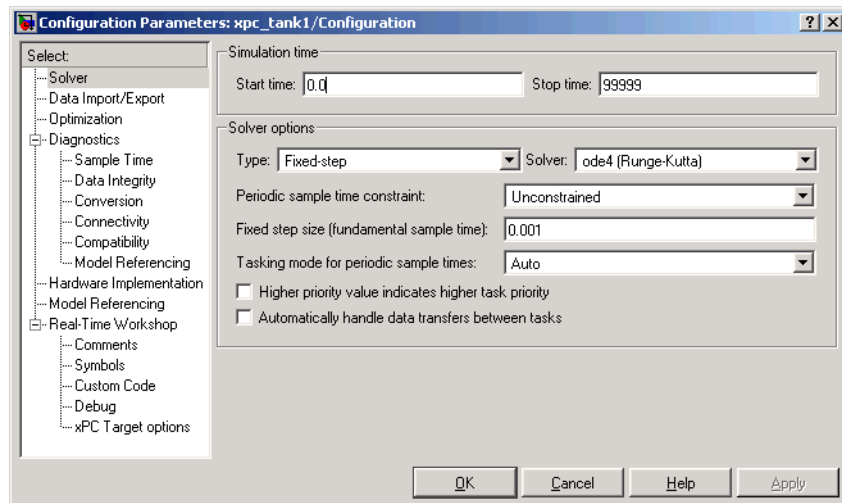 Configuration Parameters: xpc_tank1/Configuration
Select:
Solver
Data Import/Export
Optimization
Diagnostics
Sample Time
Data Integrity
Conversion
Connectivity
Compatibility
Model Referencing
Hardware Implementation
Model Referencing
Real-Time Workshop
Comments
Symbols
Custom Code
Debug
xPC Target options
Simulation time
Start time: 0.0 Stop time: 99999
Solver options
Type: Fixed-step Solver: ode4 (Runge-Kutta)
Periodic sample time constraint: Unconstrained
Fixed step size (fundamental sample time): 0.001
Tasking mode for periodic sample times: Auto
Higher priority value indicates higher task priority
Automatically handle data transfers between tasks
OK Cancel Help Apply